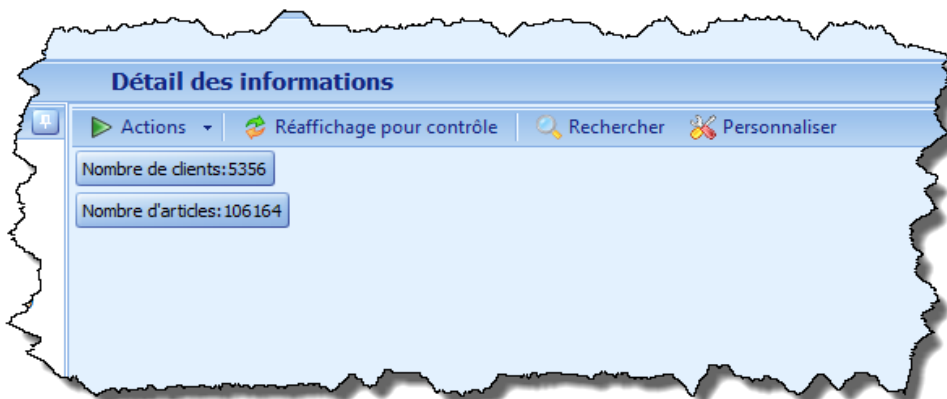 Détail des informations
Actions Réaffichage pour contrôle Rechercher Personnaliser
Nombre de clients:5356
Nombre d'articles:106164